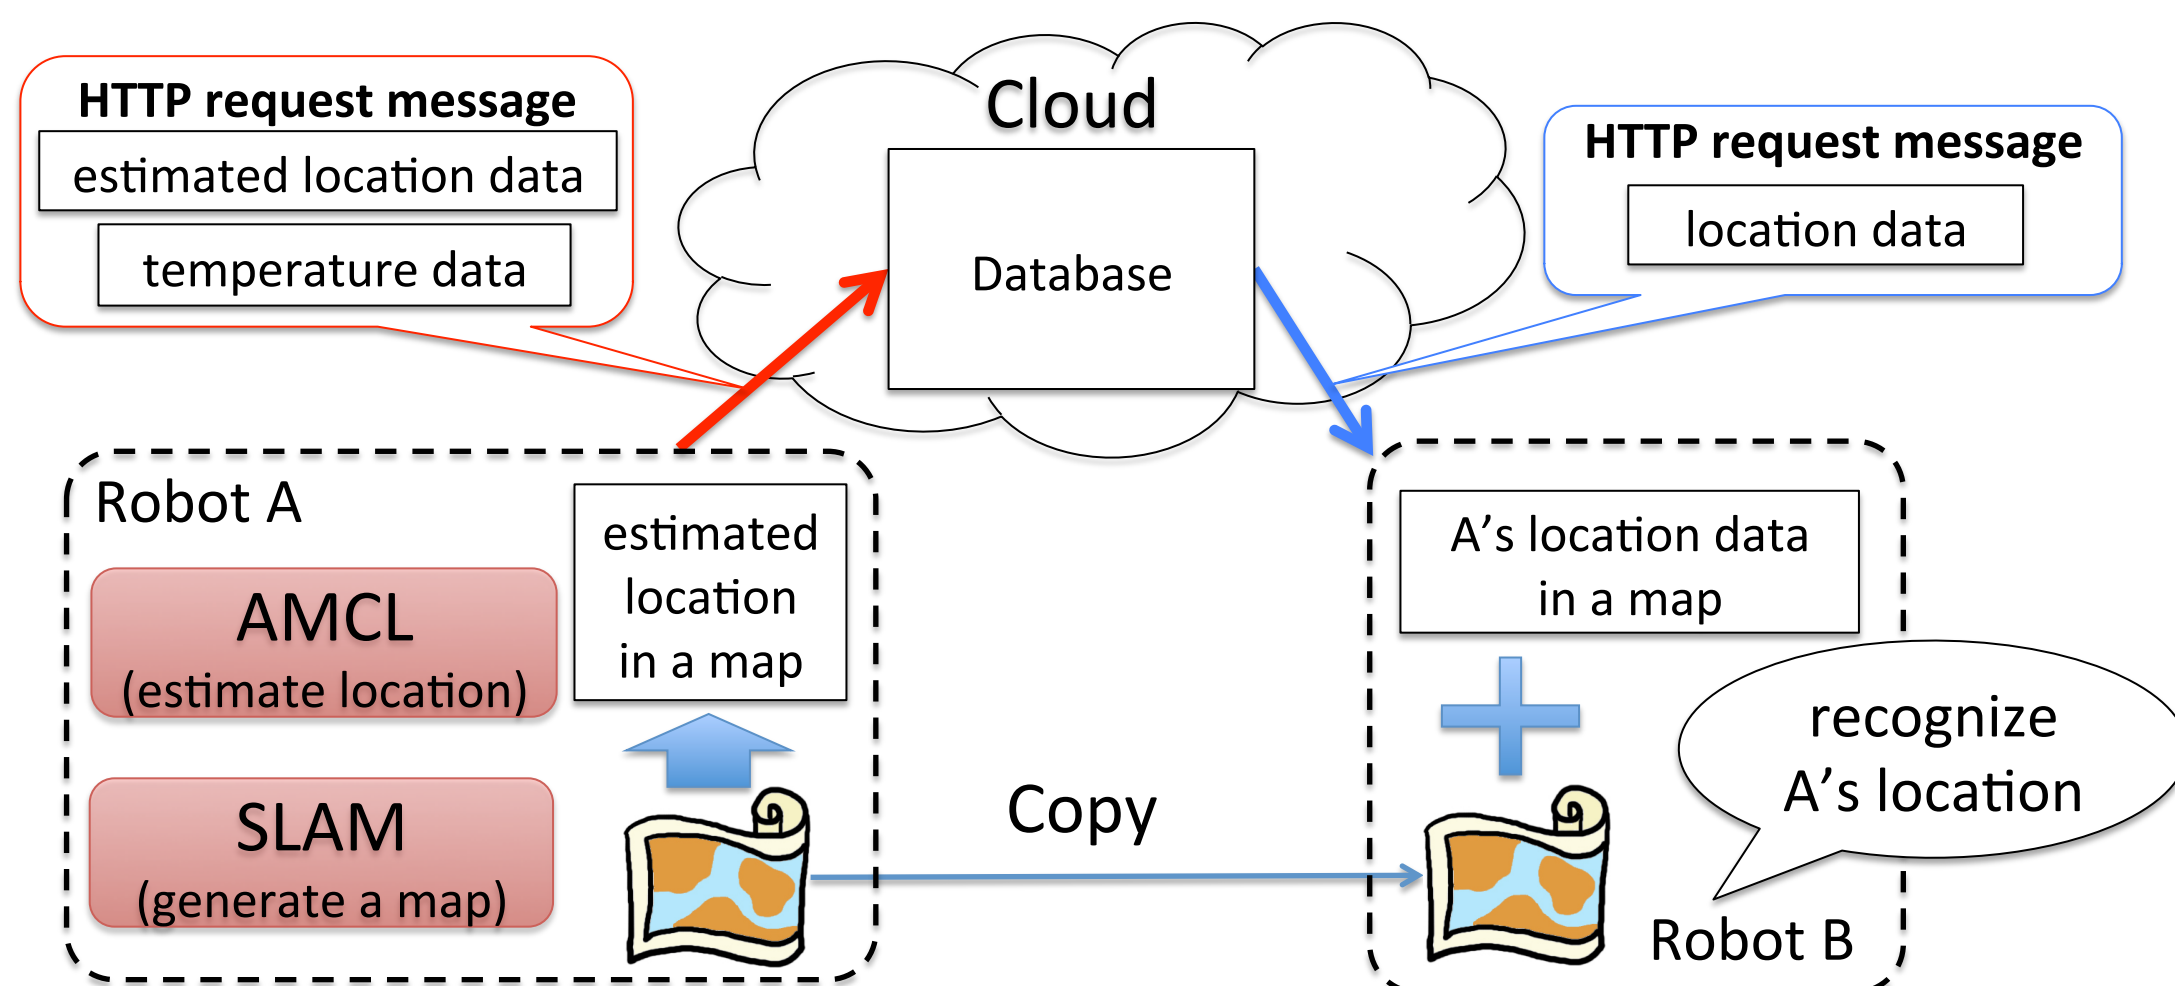 HTTP request message
estimated location data
temperature data
Cloud
Database
HTTP request message
location data
Robot A
AMCL
(estimate location)
SLAM
(generate a map)
estimated
location
in a map
Copy
A's location data
in a map
recognize
A's location
Robot B